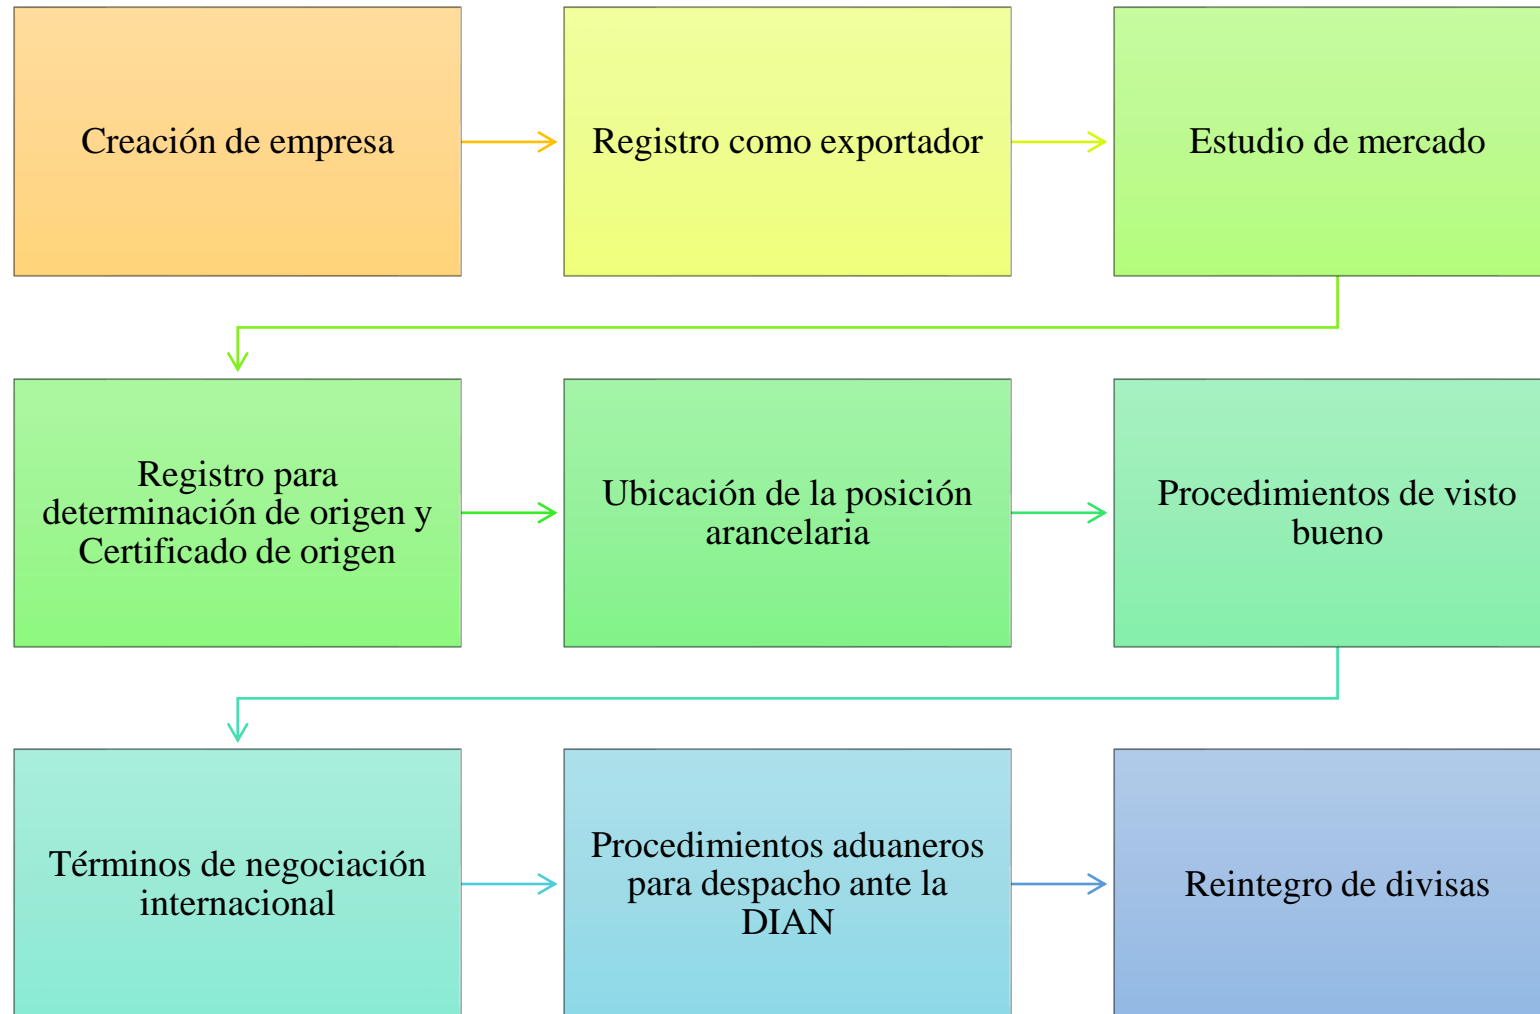 Creación de empresa
Registro como exportador
Estudio de mercado
Registro para
determinación de origen y
Certificado de origen
Ubicación de la posición
arancelaria
Procedimientos de visto
bueno
Términos de negociación
internacional
Procedimientos aduaneros
para despacho ante la
DIAN
Reintegro de divisas